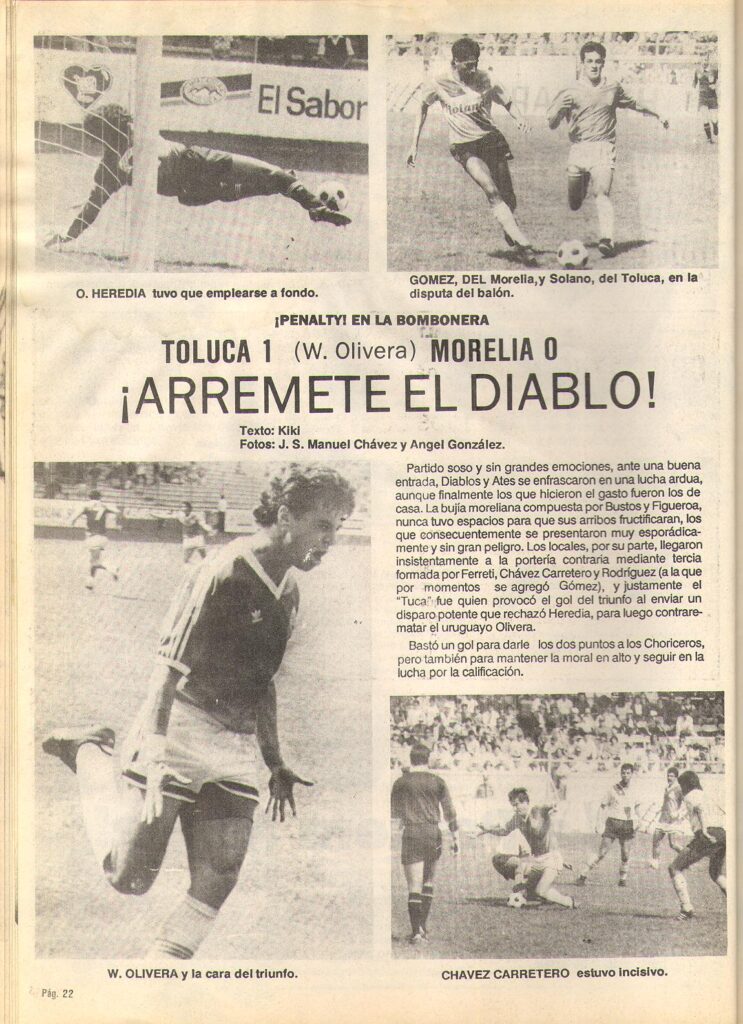 El Sabor
O. HEREDIA tuvo que emplearse a fondo.
GOMEZ, DEL Morelia,y Solano, del Toluca, en la
disputa del balón.
¡PENALTY! EN LA BOMBONERA
TOLUCA 1 (W. Olivera) MORELIA 0
¡ARREMETE EL DIABLO!
Texto: Kiki
Fotos: J. S. Manuel Chávez y Angel González.
Partido soso y sin grandes emociones, ante una buena
entrada, Diablos y Ates se enfrascaron en una lucha ardua,
aunque finalmente los que hicieron el gasto fueron los de
casa. La bujía moreliana compuesta por Bustos y Figueroa,
nunca tuvo espacios para que sus arribos fructificaran, los
que consecuentemente se presentaron muy esporádica-
mente y sin gran peligro. Los locales, por su parte, llegaron
insistentemente a la portería contraria mediante tercia
formada por Ferreti, Chávez Carretero y Rodríguez (a la que
por momentos se agregó Gómez), y justamente el
"Tuca" fue quien provocó el gol del triunfo al enviar un
disparo potente que rechazó Heredia, para luego contrare-
matar el uruguayo Olivera.
Bastó un gol para darle los dos puntos a los Choriceros,
pero también para mantener la moral en alto y seguir en la
lucha por la calificación.
W. OLIVERA y la cara del triunfo.
CHAVEZ CARRETERO estuvo incisivo.
Pág. 22